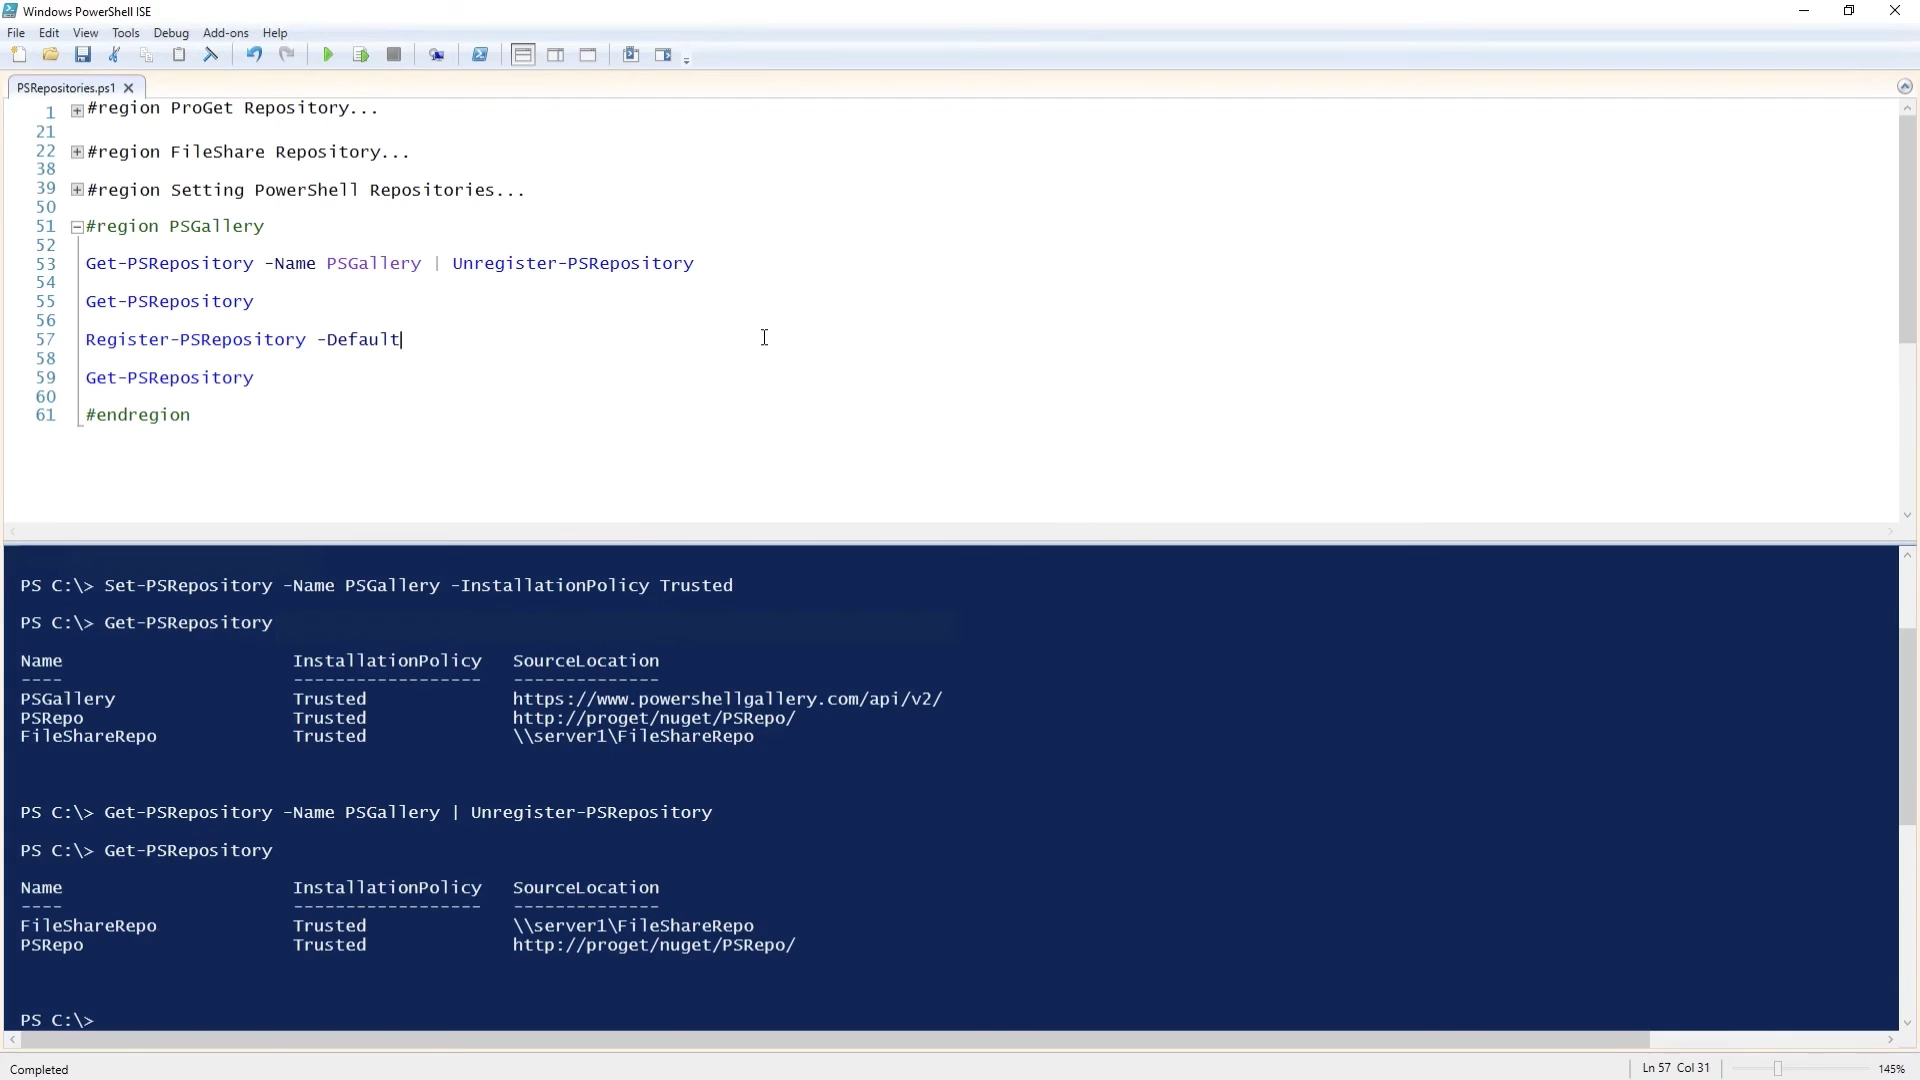 Windows PowerShell ISE
File Edit View Tools Debug Add-ons Help
PSRepositories.ps1
1 #region ProGet Repository...
21
22 #region FileShare Repository...
38
39 #region Setting PowerShell Repositories...
50
51 #region PSGallery
52
53 Get-PSRepository -Name PSGallery | Unregister-PSRepository
54
55 Get-PSRepository
56
57 Register-PSRepository -Default
58
59 Get-PSRepository
60
61 #endregion
PS C:\> Set-PSRepository -Name PSGallery -InstallationPolicy Trusted
PS C:\> Get-PSRepository
Name InstallationPolicy SourceLocation
---- ------------------ --------------
PSGallery Trusted https://www.powershellgallery.com/api/v2/
PSRepo Trusted http://proget/nuget/PSRepo/
FileShareRepo Trusted \\server1\FileShareRepo
PS C:\> Get-PSRepository -Name PSGallery | Unregister-PSRepository
PS C:\> Get-PSRepository
Name InstallationPolicy SourceLocation
---- ------------------ --------------
FileShareRepo Trusted \\server1\FileShareRepo
PSRepo Trusted http://proget/nuget/PSRepo/
PS C:\>
Completed Ln 57 Col 31 145%